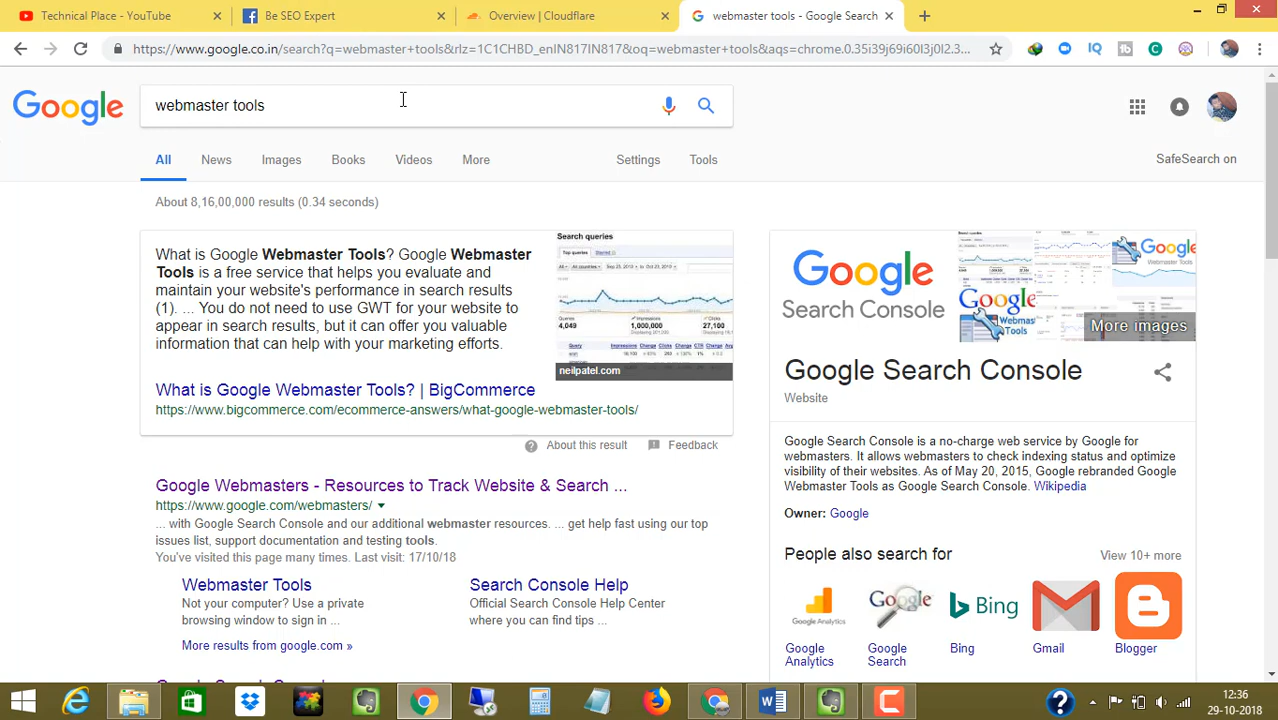 Technical Place - YouTube
Be SEO Expert
Overview | Cloudflare
webmaster tools - Google Search
https://www.google.co.in/search?q=webmaster+tools&rlz=1C1CHBD_enIN817IN817&oq=webmaster+tools&aqs=chrome.0.35i39j69i60l3j0l2.3...
Google
webmaster tools
All
News
Images
Books
Videos
More
Settings
Tools
SafeSearch on
About 8,16,00,000 results (0.34 seconds)
What is Google Webmaster Tools? Google Webmaster
Tools is a free service that helps you evaluate and
maintain your website's performance in search results.
(1). ... You do not need to use GWT for your website to
appear in search results, but it can offer you valuable
information that can help with your marketing efforts.
Search queries
Top queries
4,049
1,000,000
27,100
neilpatel.com
What is Google Webmaster Tools? | BigCommerce
https://www.bigcommerce.com/ecommerce-answers/what-google-webmaster-tools/
About this result
Feedback
Google Webmasters - Resources to Track Website & Search ...
https://www.google.com/webmasters/
... with Google Search Console and our additional webmaster resources. ... get help fast using our top
issues list, support documentation and testing tools.
You've visited this page many times. Last visit: 17/10/18
Webmaster Tools
Not your computer? Use a private
browsing window to sign in ...
Search Console Help
Official Search Console Help Center
where you can find tips ...
More results from google.com »
Google
Search Console
More images
Google Search Console
Website
Google Search Console is a no-charge web service by Google for
webmasters. It allows webmasters to check indexing status and optimize
visibility of their websites. As of May 20, 2015, Google rebranded Google
Webmaster Tools as Google Search Console. Wikipedia
Owner: Google
People also search for
View 10+ more
Google
Analytics
Google
Search
Bing
Gmail
Blogger
12:36
29-10-2018